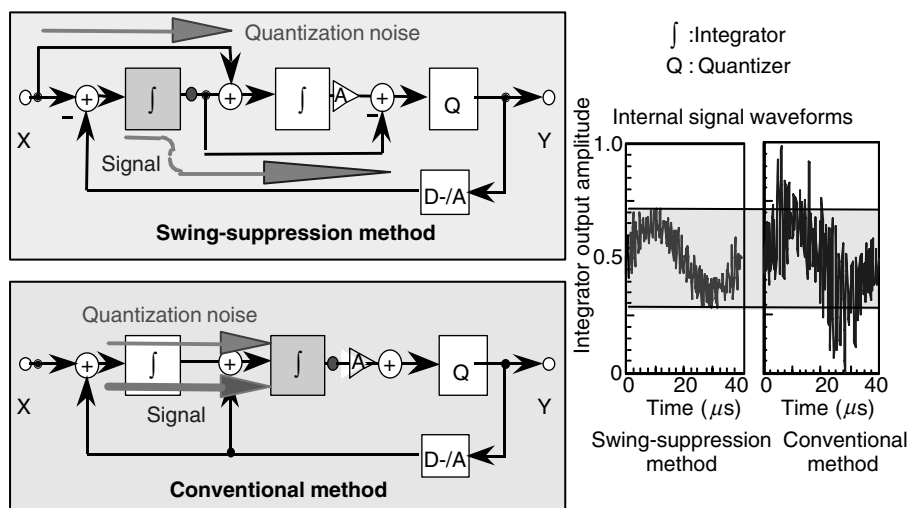 Quantization noise
+
∫
+
∫
A
+
Q
X
–
–
Y
Signal
D-/A
Swing-suppression method
Quantization noise
+
∫
+
∫
A
+
Q
X
Signal
Y
D-/A
Conventional method
∫ :Integrator
Q : Quantizer
Internal signal waveforms
Integrator output amplitude
1.0
0.5
0
0 20 40 0 20 40
Time (μs) Time (μs)
Swing-suppression method
Conventional method